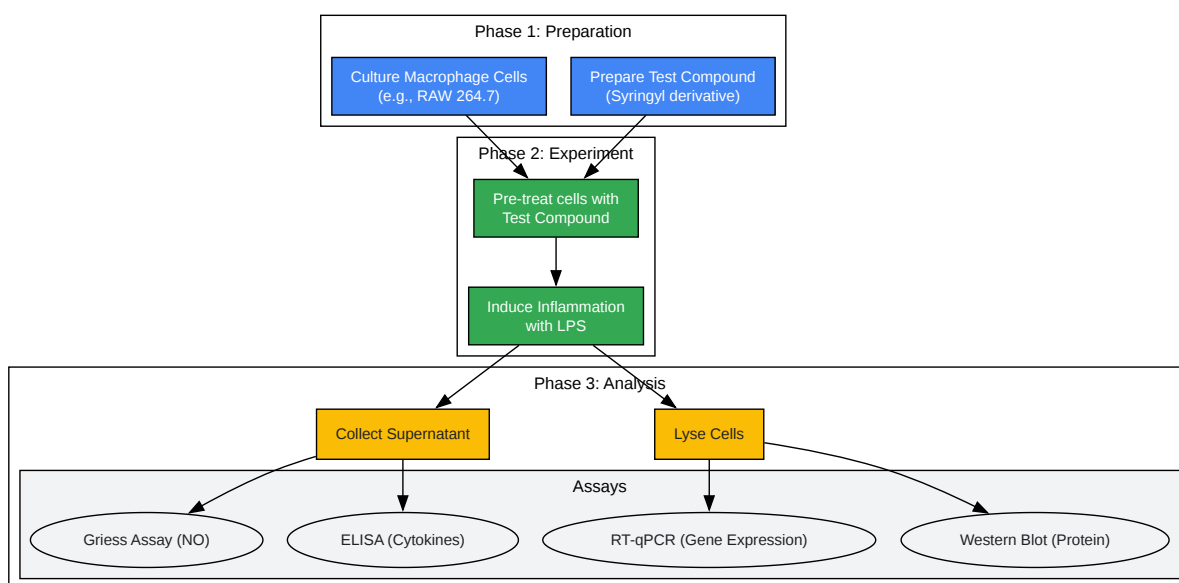 Phase 1: Preparation
Culture Macrophage Cells
(e.g., RAW 264.7)
Prepare Test Compound
(Syringyl derivative)
Phase 2: Experiment
Pre-treat cells with
Test Compound
Induce Inflammation
with LPS
Phase 3: Analysis
Collect Supernatant
Lyse Cells
Assays
Griess Assay (NO)
ELISA (Cytokines)
RT-qPCR (Gene Expression)
Western Blot (Protein)